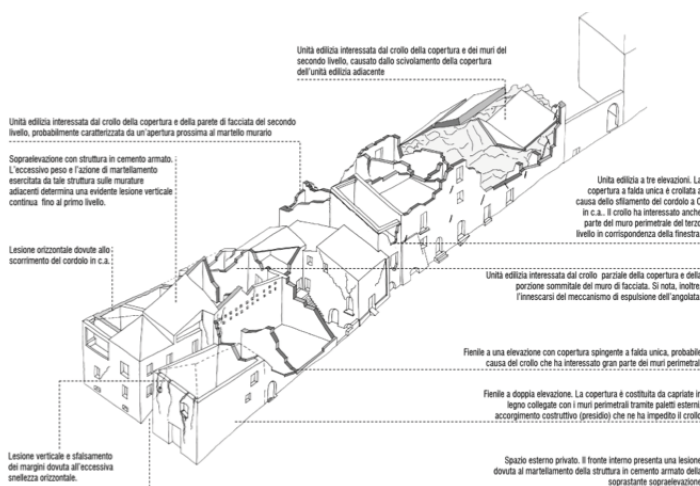 Unità edilizia interessata dal crollo della copertura e dei muri del
secondo livello, causato dallo scivolamento della copertura
dell'unità edilizia adiacente
Unità edilizia interessata dal crollo della copertura e della parete di facciata del secondo
livello, probabilmente caratterizzata da un'apertura prossima al martello murario
Sopraelevazione con struttura in cemento armato.
L'eccessivo peso e l'azione di martellamento
esercitata da tale struttura sulle murature
adiacenti determina una evidente lesione verticale
continua fino al primo livello.
Lesione orizzontale dovute allo
scorrimento del cordolo in c.a.
Unita edilizia a tre elevazioni. La
copertura a falda unica è crollata a
causa dello sfilamento del cordolo a C
in c.a.. Il crollo ha interessato anche
parte del muro perimetrale del terzo
livello in corrispondenza della finestra.
Unità edilizia interessata dal crollo parziale della copertura e della
porzione sommitale del muro di facciata. Si nota, inoltre,
l'innescarsi del meccanismo di espulsione dell'angolata.
Fienile a una elevazione con copertura spingente a falda unica, probabile
causa del crollo che ha interessato gran parte dei muri perimetrali
Fienile a doppia elevazione. La copertura è costituita da capriate in
legno collegate con i muri perimetrali tramite paletti esterni,
accorgimento costruttivo (presidio) che ne ha impedito il crollo
Lesione verticale e sfalsamento
dei margini dovuta all'eccessiva
snellezza orizzontale.
Spazio esterno privato. Il fronte interno presenta una lesione
dovuta al martellamento della struttura in cemento armato della
soprastante sopraelevazione